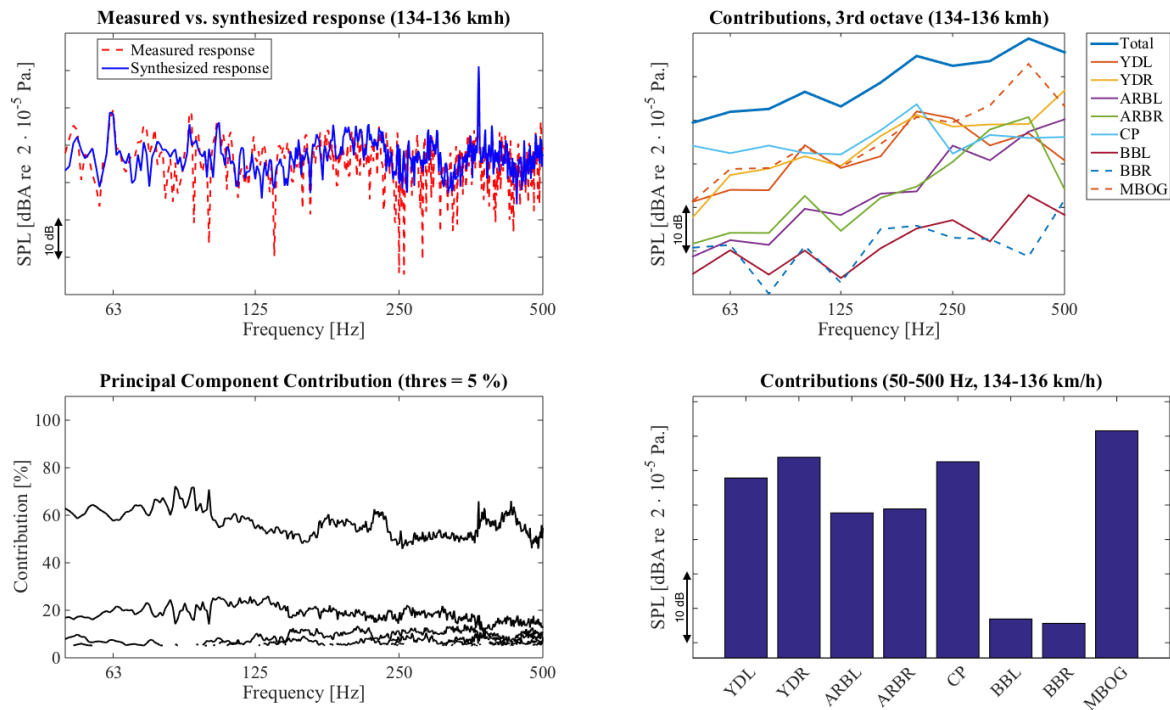 Measured vs. synthesized response (134-136 kmh)
Measured response
Synthesized response
SPL [dBA re 2 · 10⁻⁵ Pa.]
10 dB
63
125
250
500
Frequency [Hz]
Contributions, 3rd octave (134-136 kmh)
Total
YDL
YDR
ARBL
ARBR
CP
BBL
BBR
MBOG
SPL [dBA re 2 · 10⁻⁵ Pa.]
10 dB
63
125
250
500
Frequency [Hz]
Principal Component Contribution (thres = 5 %)
Contribution [%]
100
80
60
40
20
0
63
125
250
500
Frequency [Hz]
Contributions (50-500 Hz, 134-136 km/h)
SPL [dBA re 2 · 10⁻⁵ Pa.]
10 dB
YDL
YDR
ARBL
ARBR
CP
BBL
BBR
MBOG